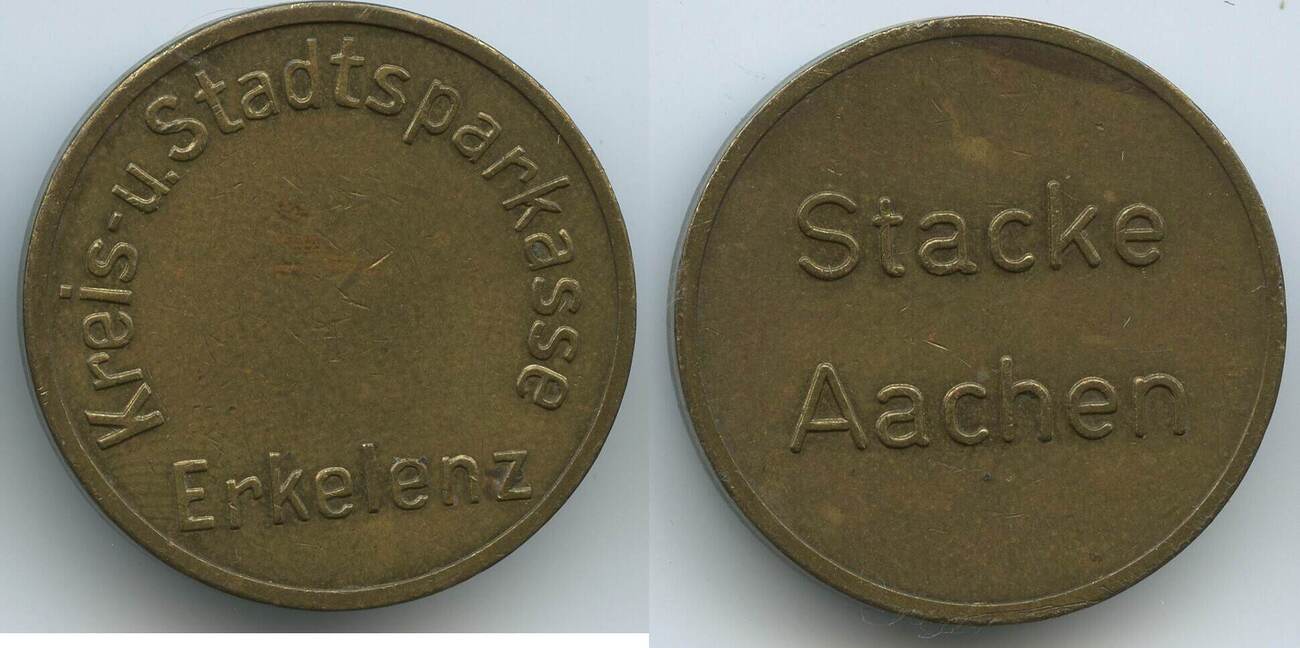 Kreis-u.Stadtsparkasse
Erkelenz
Stacke
Aachen